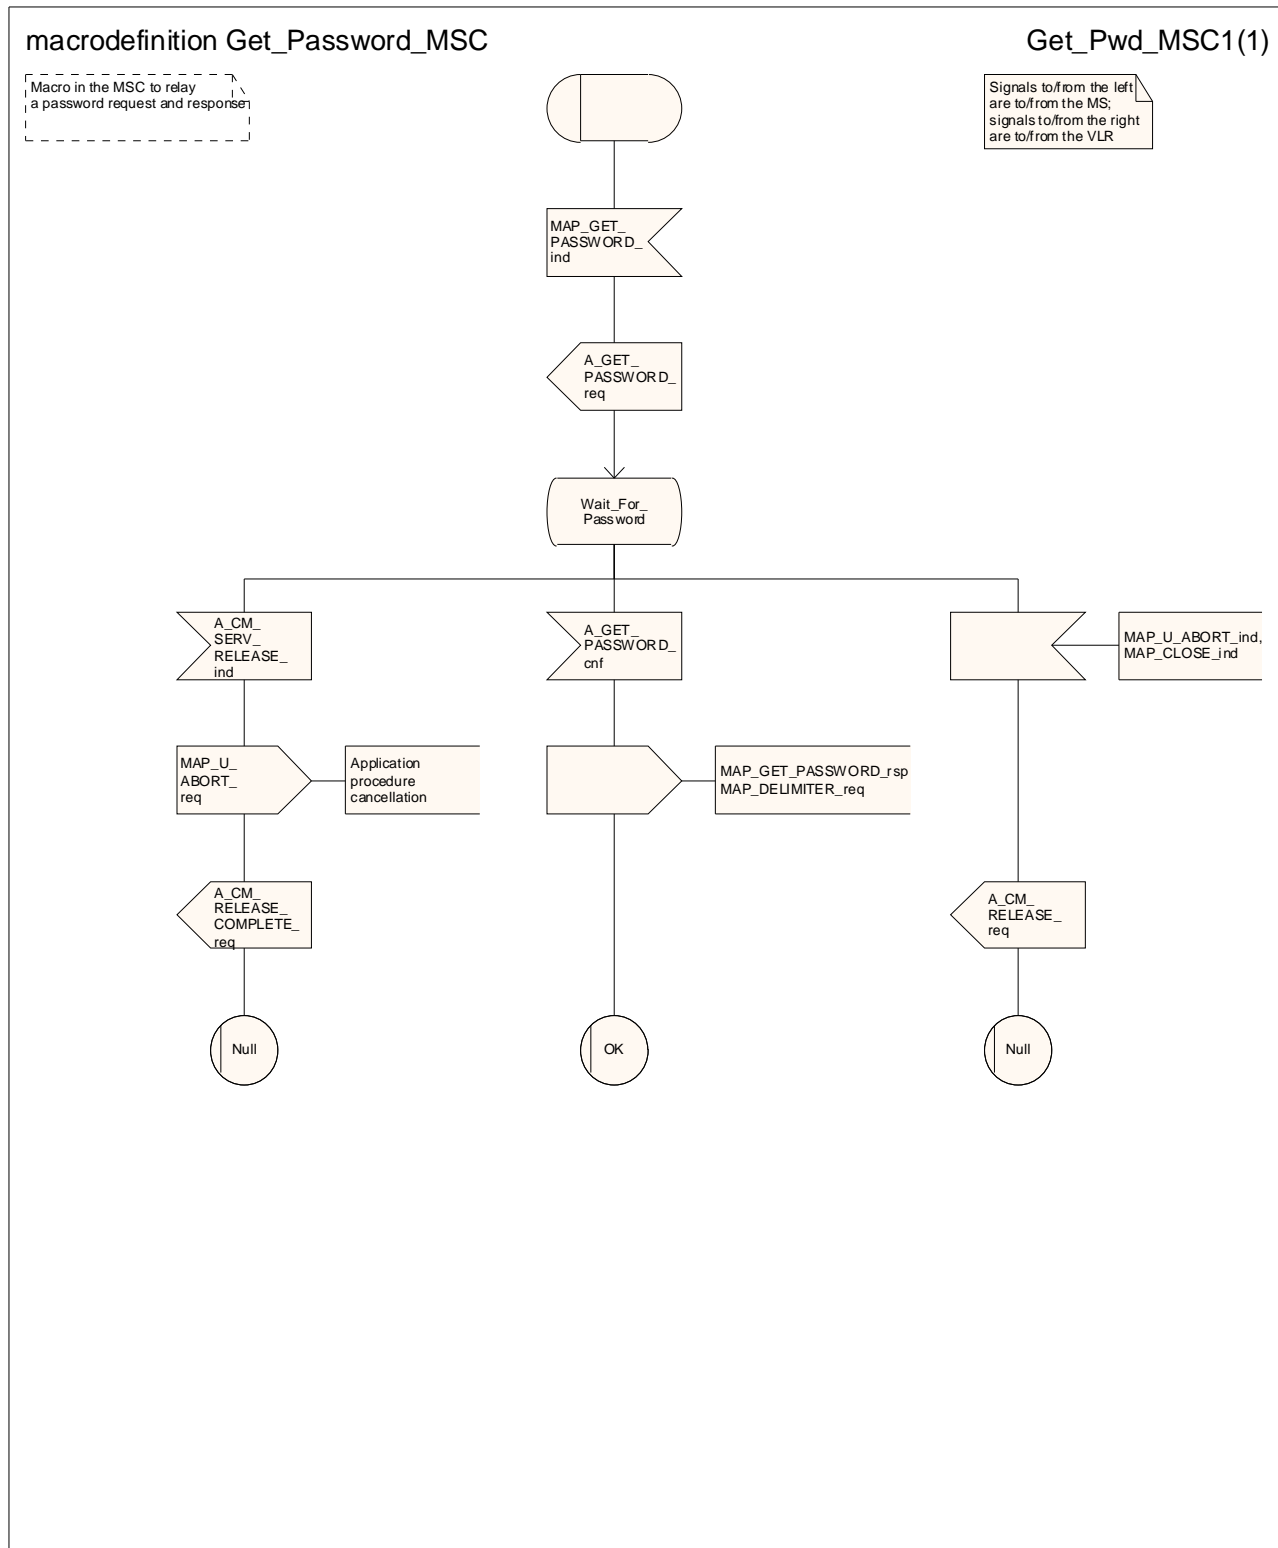 macrodefinition Get_Password_MSC
Get_Pwd_MSC1(1)
Macro in the MSC to relay
a password request and response
Signals to/from the left
are to/from the MS;
signals to/from the right
are to/from the VLR
MAP_GET_
PASSWORD_
ind
A_GET_
PASSWORD_
req
Wait_For_
Password
A_CM_
SERV_
RELEASE_
ind
A_GET_
PASSWORD_
cnf
MAP_U_ABORT_ind,
MAP_CLOSE_ind
MAP_U_
ABORT_
req
Application
procedure
cancellation
MAP_GET_PASSWORD_rsp
MAP_DELIMITER_req
A_CM_
RELEASE_
COMPLETE_
req
A_CM_
RELEASE_
req
Null
OK
Null